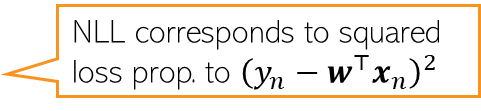 NLL corresponds to squared
loss prop. to (yₙ − 𝒘ᵀ𝒙ₙ)²